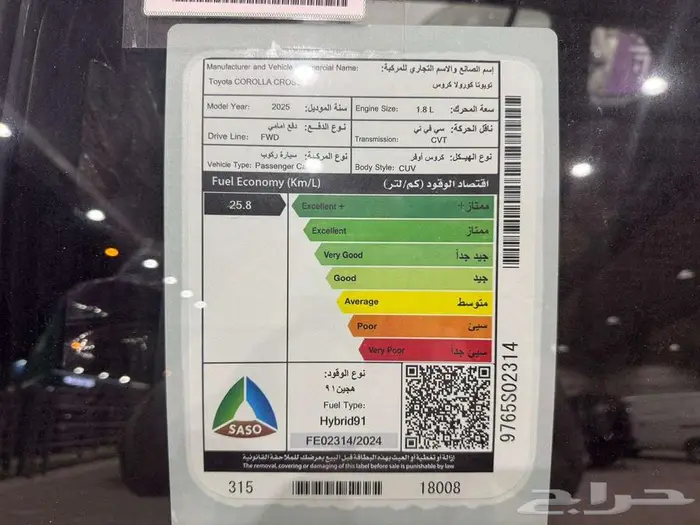 Manufacturer and Vehicle Commercial Name: إسم الصانع والاسم التجاري للمركبة:
Toyota COROLLA CROSS تويوتا كورولا كروس
Model Year: 2025 سنة الموديل:
Engine Size: 1.8 L سعة المحرك:
Drive Line: FWD دفع امامي نوع الدفع:
Transmission: CVT سي في تي ناقل الحركة:
Vehicle Type: Passenger Ca سيارة ركوب نوع المركبة:
Body Style: CUV كروس أوفر نوع الهيكل:
Fuel Economy (Km/L) اقتصاد الوقود (كم/لتر)
25.8
Excellent + ممتاز+
Excellent ممتاز
Very Good جيد جداً
Good جيد
Average متوسط
Poor سيئ
Very Poor سيئ جداً
نوع الوقود:
هجين ٩١
Fuel Type:
Hybrid91
FE02314/2024
SASO
إزالة أو تغطية أو العبث بهذه البطاقة قبل البيع يعرضك للملاحقة القانونية
The removal, covering or damaging of this label before sale is punishable by law
315 18008
9765S02314
حراج